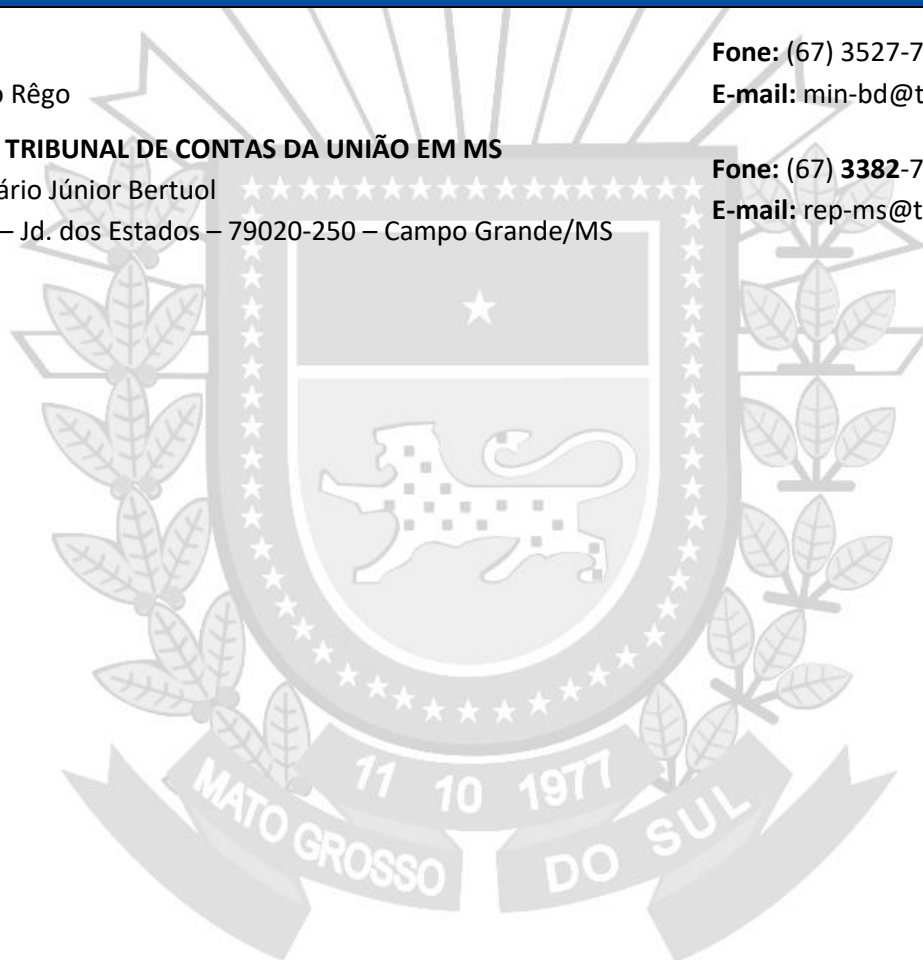 Fone: (67) 3527-7
o Rêgo
E-mail: min-bd@t
TRIBUNAL DE CONTAS DA UNIÃO EM MS
Fone: (67) 3382-7
ário Júnior Bertuol
E-mail: rep-ms@t
– Jd. dos Estados – 79020-250 – Campo Grande/MS
11 10 1977
MATO GROSSO DO SUL